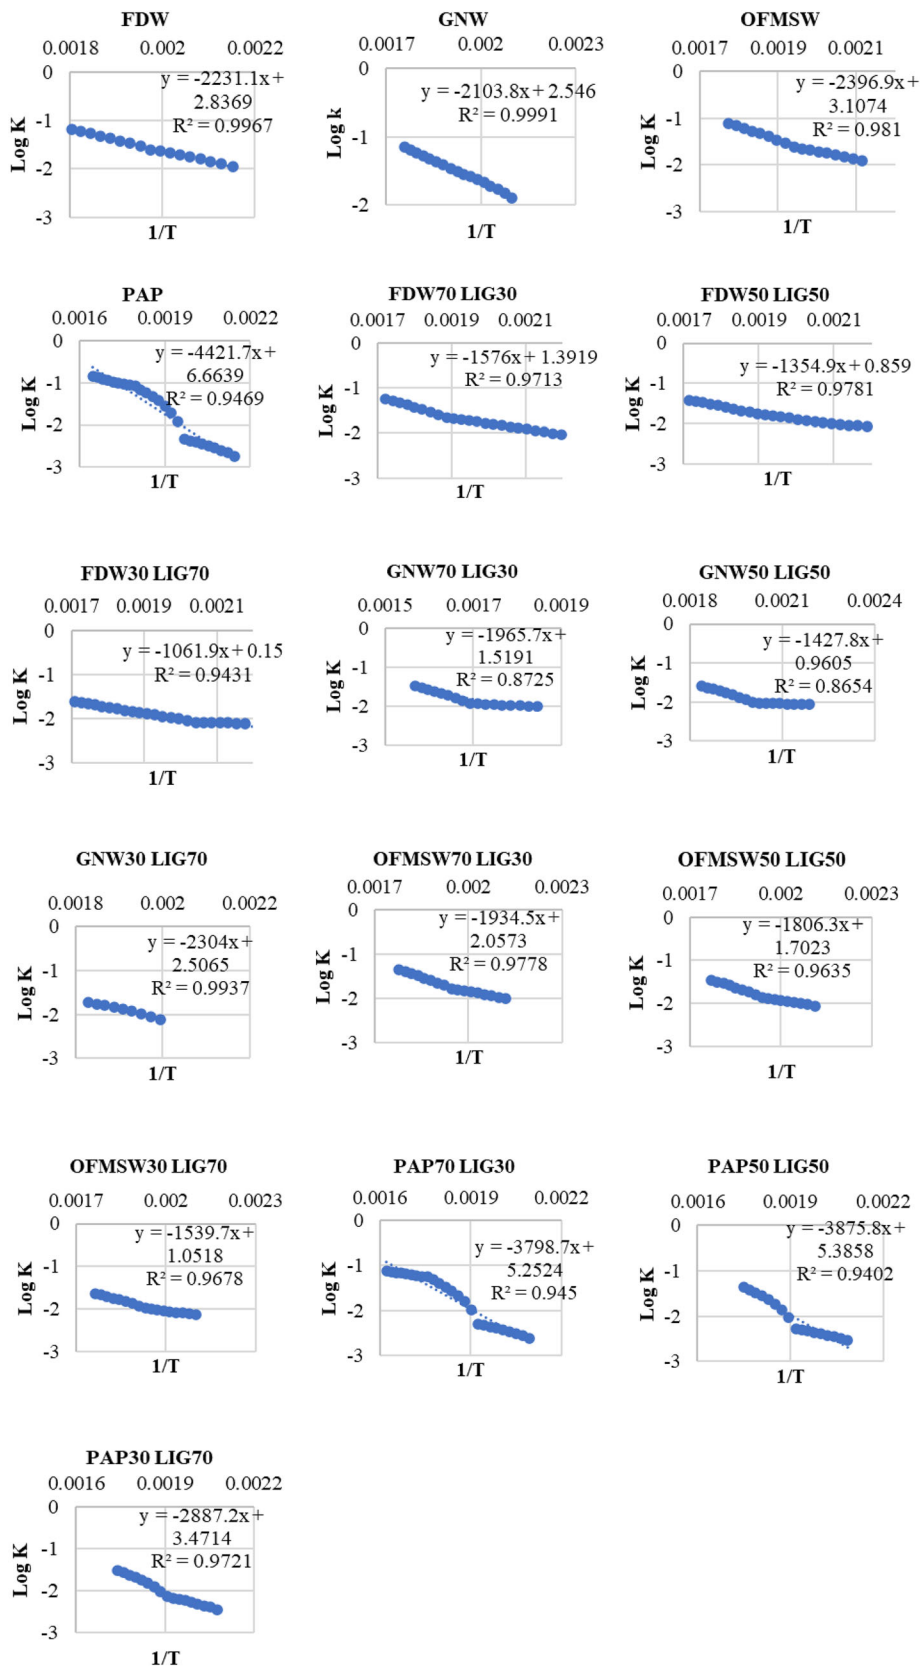 FDW
0.0018 0.002 0.0022
0
-1
-2
-3
Log K
y = -2231.1x +
2.8369
R² = 0.9967
1/T
GNW
0.0017 0.002 0.0023
0
-1
-2
Log k
y = -2103.8x + 2.546
R² = 0.9991
1/T
OFMSW
0.0017 0.0019 0.0021
0
-1
-2
-3
Log K
y = -2396.9x +
3.1074
R² = 0.981
1/T
PAP
0.0016 0.0019 0.0022
0
-1
-2
-3
Log K
y = -4421.7x +
6.6639
R² = 0.9469
1/T
FDW70 LIG30
0.0017 0.0019 0.0021
0
-1
-2
-3
Log K
y = -1576x + 1.3919
R² = 0.9713
1/T
FDW50 LIG50
0.0017 0.0019 0.0021
0
-1
-2
-3
Log K
y = -1354.9x + 0.859
R² = 0.9781
1/T
FDW30 LIG70
0.0017 0.0019 0.0021
0
-1
-2
-3
Log K
y = -1061.9x + 0.15
R² = 0.9431
1/T
GNW70 LIG30
0.0015 0.0017 0.0019
0
-1
-2
-3
Log K
y = -1965.7x +
1.5191
R² = 0.8725
1/T
GNW50 LIG50
0.0018 0.0021 0.0024
0
-1
-2
-3
Log K
y = -1427.8x +
0.9605
R² = 0.8654
1/T
GNW30 LIG70
0.0018 0.002 0.0022
0
-1
-2
-3
Log K
y = -2304x +
2.5065
R² = 0.9937
1/T
OFMSW70 LIG30
0.0017 0.002 0.0023
0
-1
-2
-3
Log K
y = -1934.5x +
2.0573
R² = 0.9778
1/T
OFMSW50 LIG50
0.0017 0.002 0.0023
0
-1
-2
-3
Log K
y = -1806.3x +
1.7023
R² = 0.9635
1/T
OFMSW30 LIG70
0.0017 0.002 0.0023
0
-1
-2
-3
Log K
y = -1539.7x +
1.0518
R² = 0.9678
1/T
PAP70 LIG30
0.0016 0.0019 0.0022
0
-1
-2
-3
Log K
y = -3798.7x +
5.2524
R² = 0.945
1/T
PAP50 LIG50
0.0016 0.0019 0.0022
0
-1
-2
-3
Log K
y = -3875.8x +
5.3858
R² = 0.9402
1/T
PAP30 LIG70
0.0016 0.0019 0.0022
0
-1
-2
-3
Log K
y = -2887.2x +
3.4714
R² = 0.9721
1/T